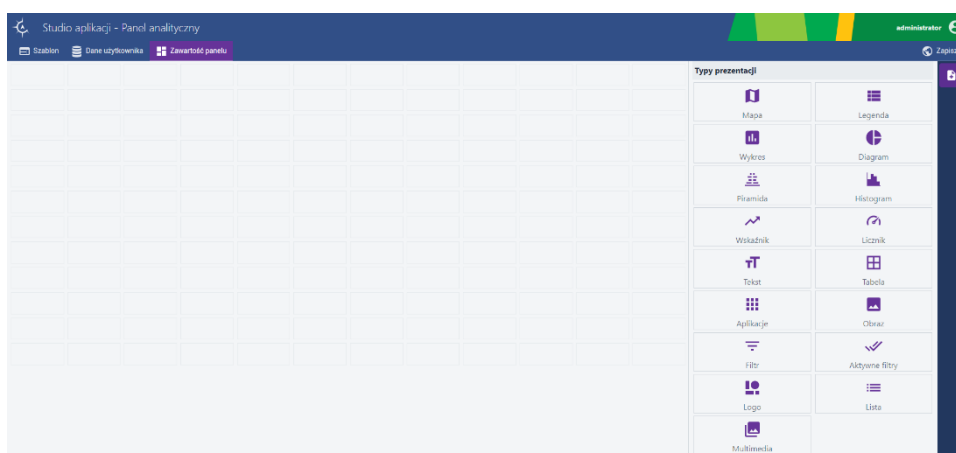 Studio aplikacji - Panel analityczny
administrator
Szablon Dane użytkownika Zawartość panelu
Typy prezentacji
Mapa Legenda
Wykres Diagram
Piramida Histogram
Wskaźnik Licznik
Tekst Tabela
Aplikacje Obraz
Filtr Aktywne filtry
Logo Lista
Multimedia